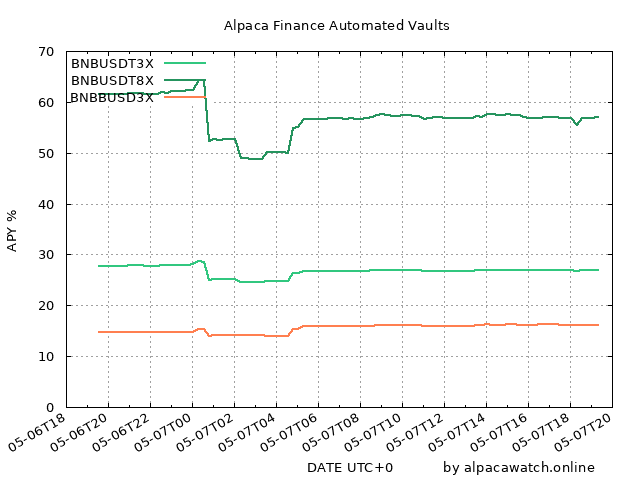 Alpaca Finance Automated Vaults
BNBUSDT3X
BNBUSDT8X
BNBBUSD3X
APY %
70
60
50
40
30
20
10
0
05-06T18
05-06T20
05-06T22
05-07T00
05-07T02
05-07T04
05-07T06
05-07T08
05-07T10
05-07T12
05-07T14
05-07T16
05-07T18
05-07T20
DATE UTC+0
by alpacawatch.online